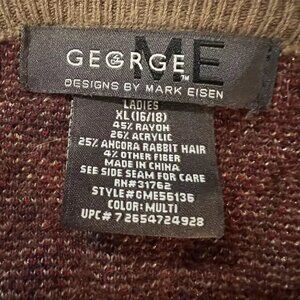 GEORGE ME
DESIGNS BY MARK EISEN
LADIES
XL (16/18)
45% RAYON
26% ACRYLIC
25% ANGORA RABBIT HAIR
4% OTHER FIBER
MADE IN CHINA
SEE SIDE SEAM FOR CARE
RN#31762
STYLE#GME56136
COLOR: MULTI
UPC# 7 2654724928